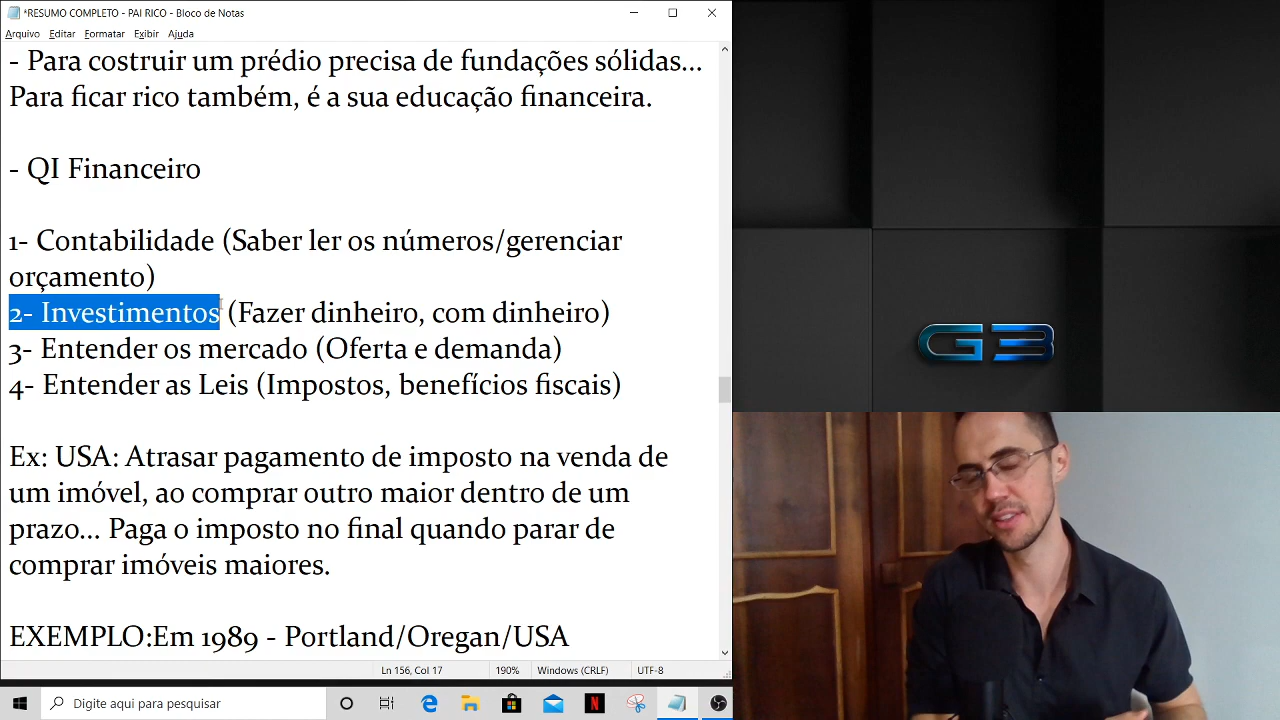 *RESUMO COMPLETO - PAI RICO - Bloco de Notas
Arquivo Editar Formatar Exibir Ajuda
- Para costruir um prédio precisa de fundações sólidas...
Para ficar rico também, é a sua educação financeira.
- QI Financeiro
1- Contabilidade (Saber ler os números/gerenciar
orçamento)
2- Investimentos (Fazer dinheiro, com dinheiro)
3- Entender os mercado (Oferta e demanda)
4- Entender as Leis (Impostos, benefícios fiscais)
Ex: USA: Atrasar pagamento de imposto na venda de
um imóvel, ao comprar outro maior dentro de um
prazo... Paga o imposto no final quando parar de
comprar imóveis maiores.
EXEMPLO:Em 1989 - Portland/Oregan/USA
Ln 156, Col 17 190% Windows (CRLF) UTF-8
Digite aqui para pesquisar
G3